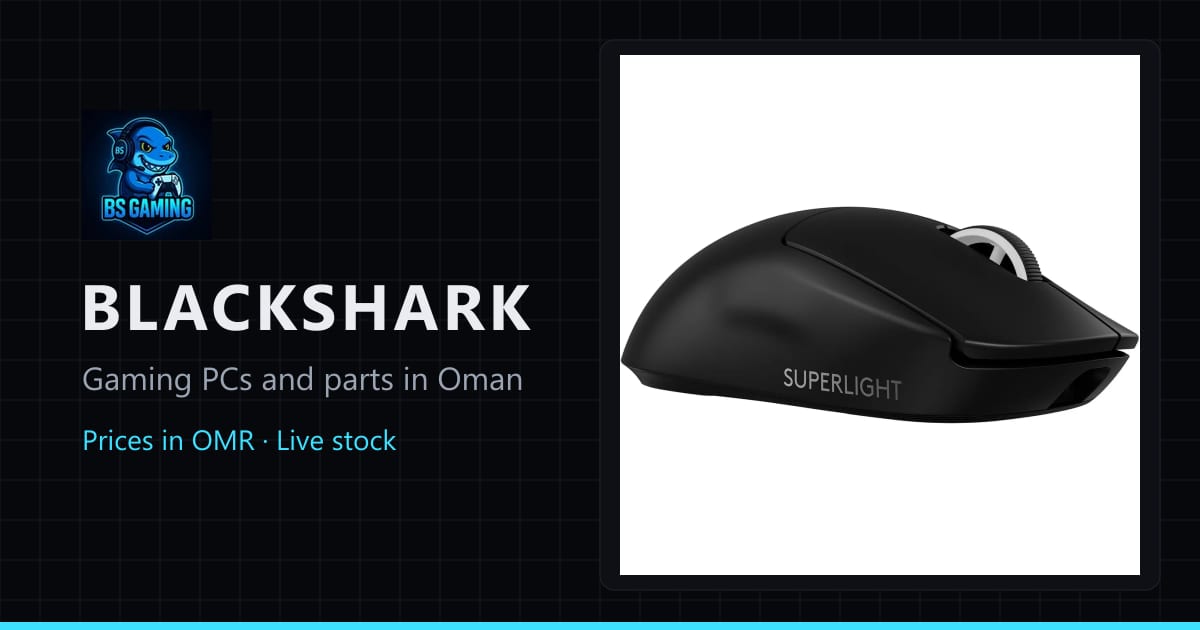 BS
BS GAMING
BLACKSHARK
Gaming PCs and parts in Oman
Prices in OMR · Live stock
SUPERLIGHT